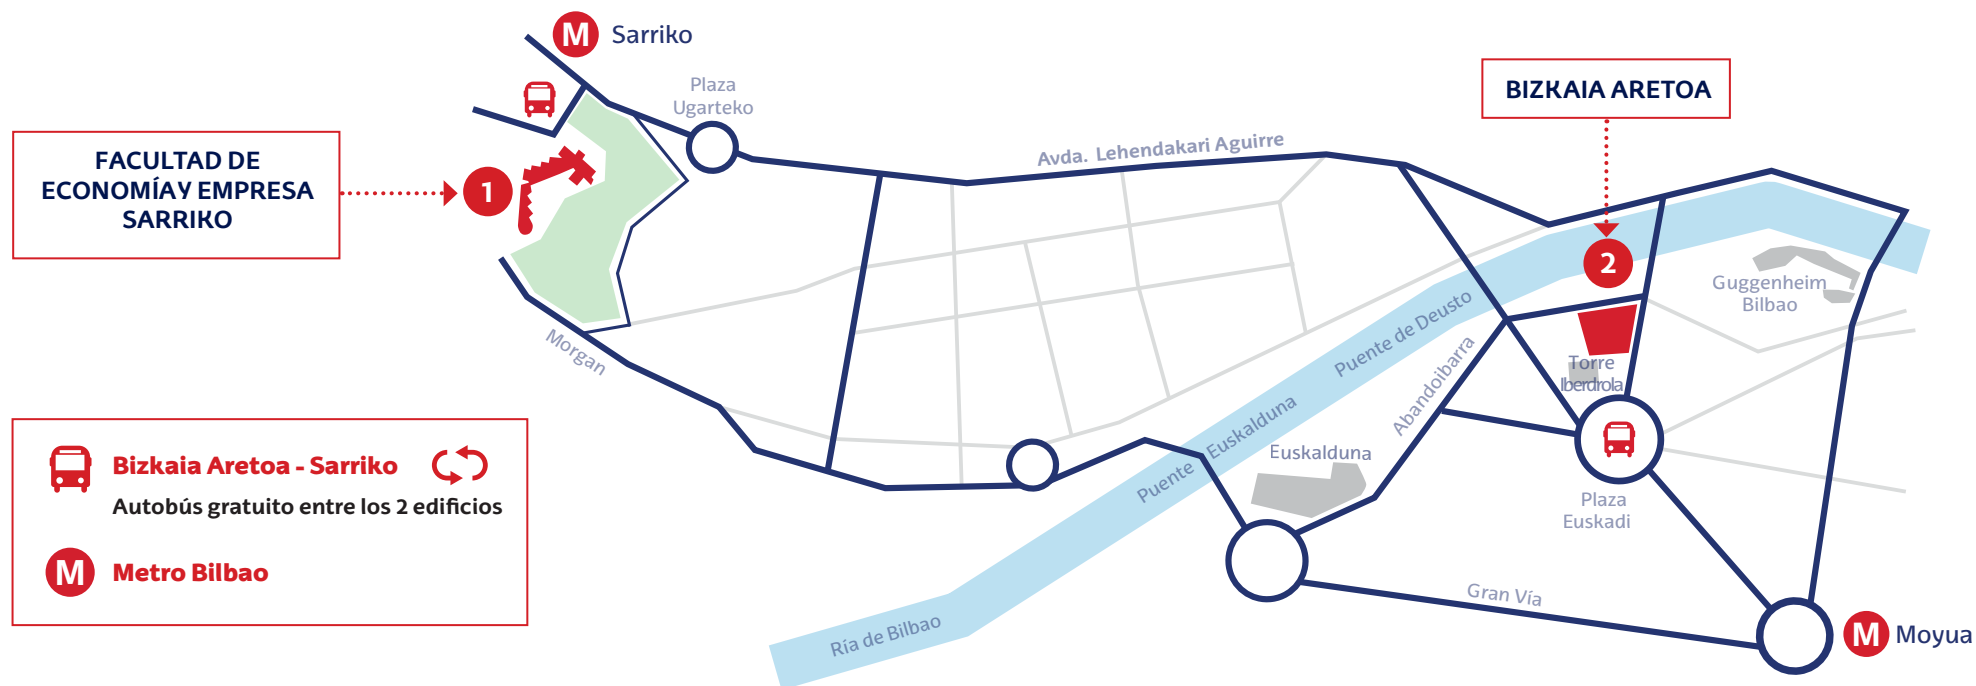 M Sarriko
Plaza
Ugarteko
BIZKAIA ARETOA
Avda. Lehendakari Aguirre
FACULTAD DE
ECONOMÍAY EMPRESA
SARRIKO
1
2
Guggenheim
Bilbao
Puente de Deusto
Morgan
Torre
Iberdrola
Abandoibarra
Puente Euskalduna
Euskalduna
Plaza
Euskadi
Bizkaia Aretoa - Sarriko
Autobús gratuito entre los 2 edificios
M Metro Bilbao
Gran Vía
Ría de Bilbao
M Moyua